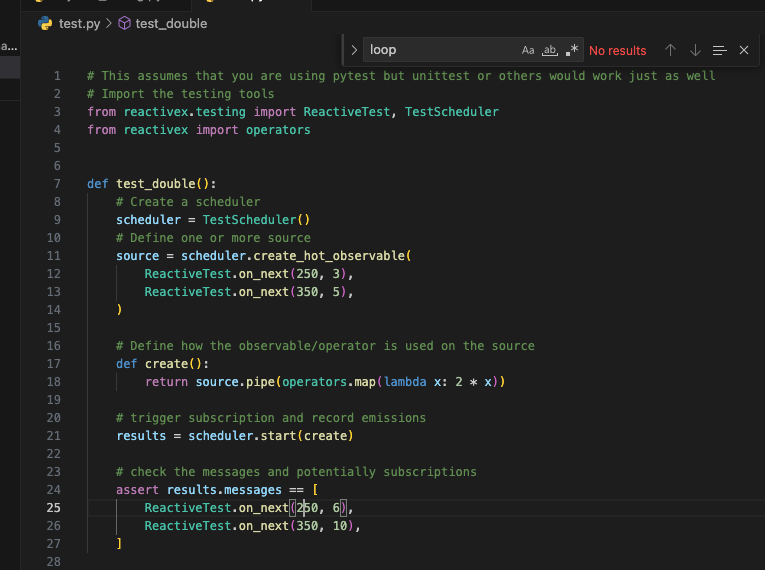 test.py > test_double
a...
> loop Aa ab .* No results
1 # This assumes that you are using pytest but unittest or others would work just as well
2 # Import the testing tools
3 from reactivex.testing import ReactiveTest, TestScheduler
4 from reactivex import operators
5
6
7 def test_double():
8     # Create a scheduler
9     scheduler = TestScheduler()
10     # Define one or more source
11     source = scheduler.create_hot_observable(
12         ReactiveTest.on_next(250, 3),
13         ReactiveTest.on_next(350, 5),
14     )
15
16     # Define how the observable/operator is used on the source
17     def create():
18         return source.pipe(operators.map(lambda x: 2 * x))
19
20     # trigger subscription and record emissions
21     results = scheduler.start(create)
22
23     # check the messages and potentially subscriptions
24     assert results.messages == [
25         ReactiveTest.on_next(250, 6),
26         ReactiveTest.on_next(350, 10),
27     ]
28